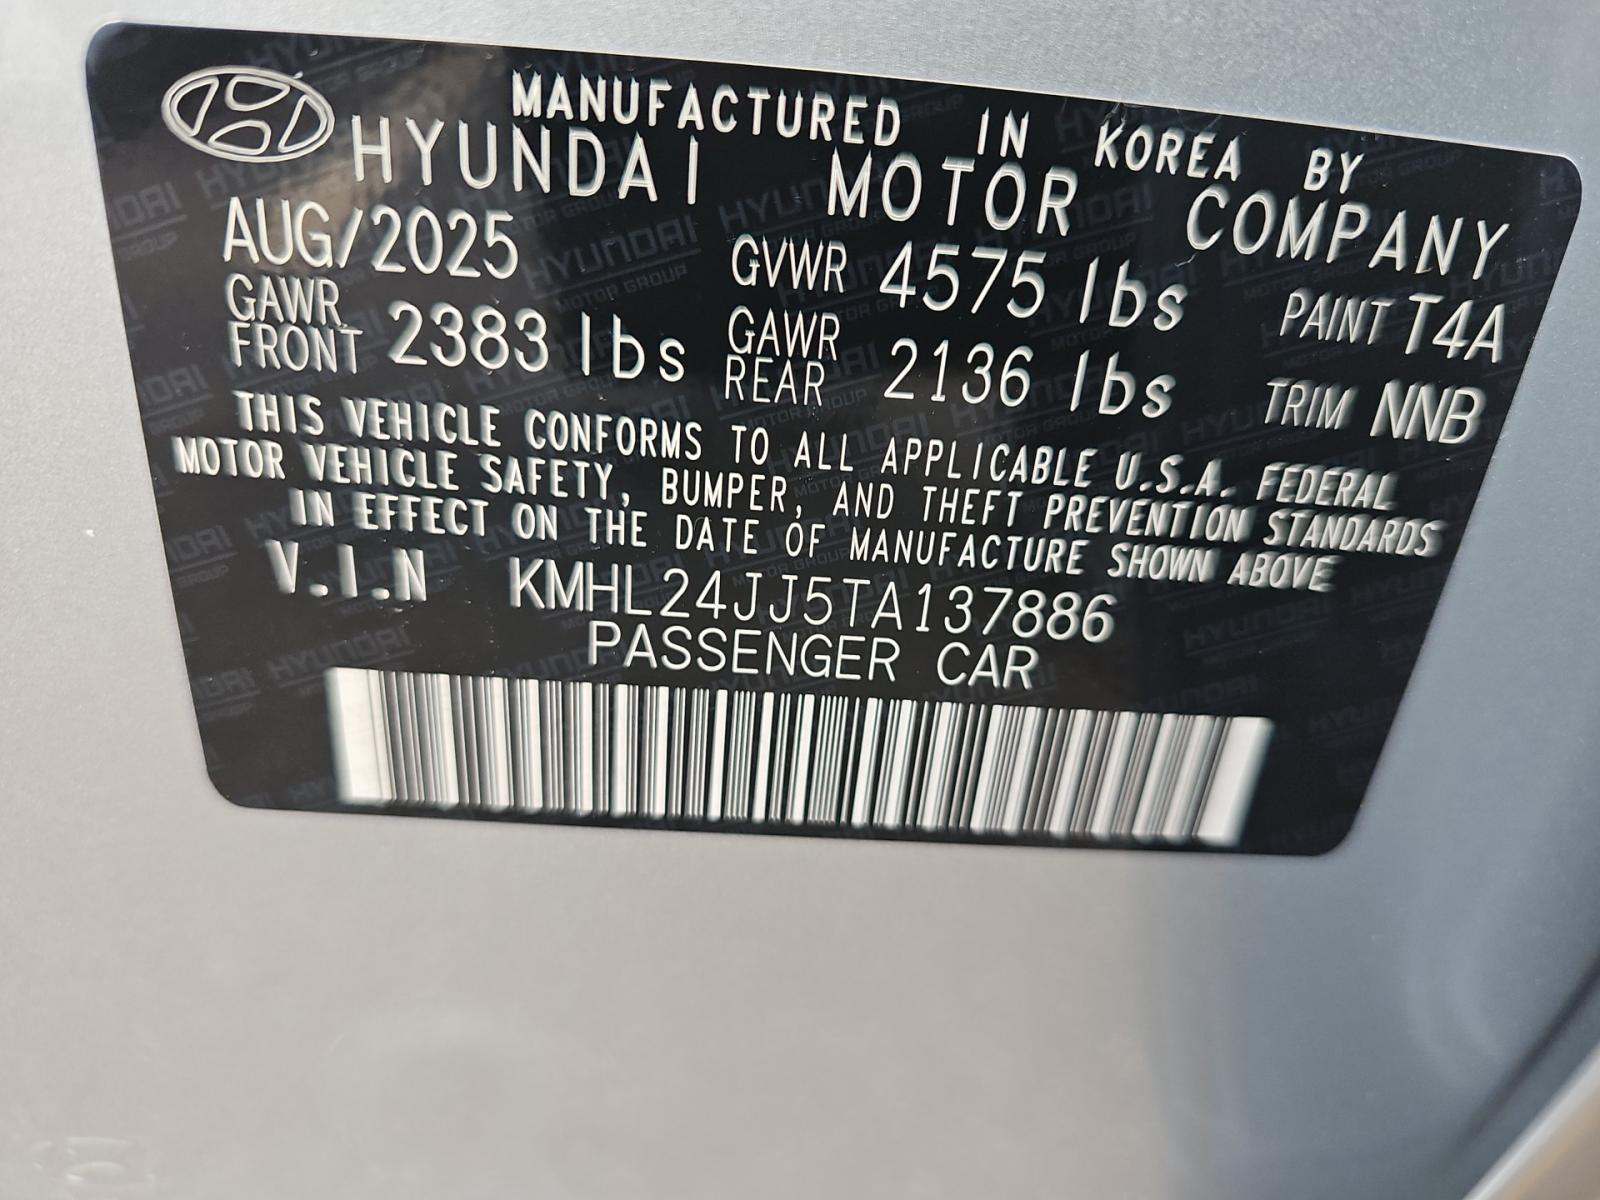 MANUFACTURED IN KOREA BY
HYUNDAI MOTOR COMPANY
AUG/2025 GVWR 4575 lbs PAINT T4A
GAWR FRONT 2383 lbs GAWR REAR 2136 lbs TRIM NNB
THIS VEHICLE CONFORMS TO ALL APPLICABLE U.S.A. FEDERAL
MOTOR VEHICLE SAFETY, BUMPER, AND THEFT PREVENTION STANDARDS
IN EFFECT ON THE DATE OF MANUFACTURE SHOWN ABOVE
V.I.N KMHL24JJ5TA137886
PASSENGER CAR